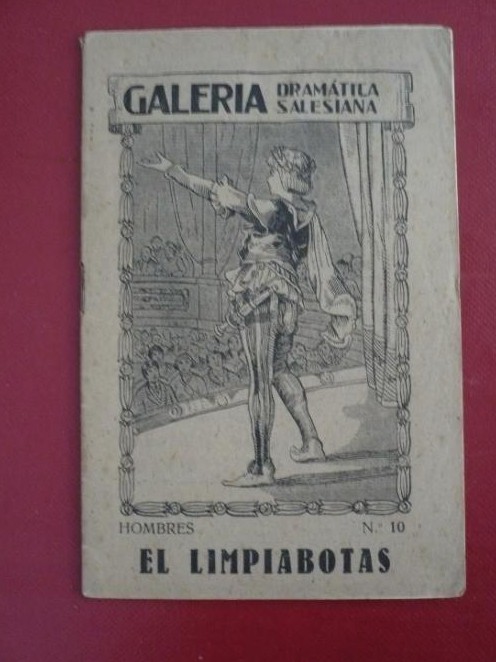 GALERIA DRAMÁTICA
SALESIANA
HOMBRES N.º 10
EL LIMPIABOTAS